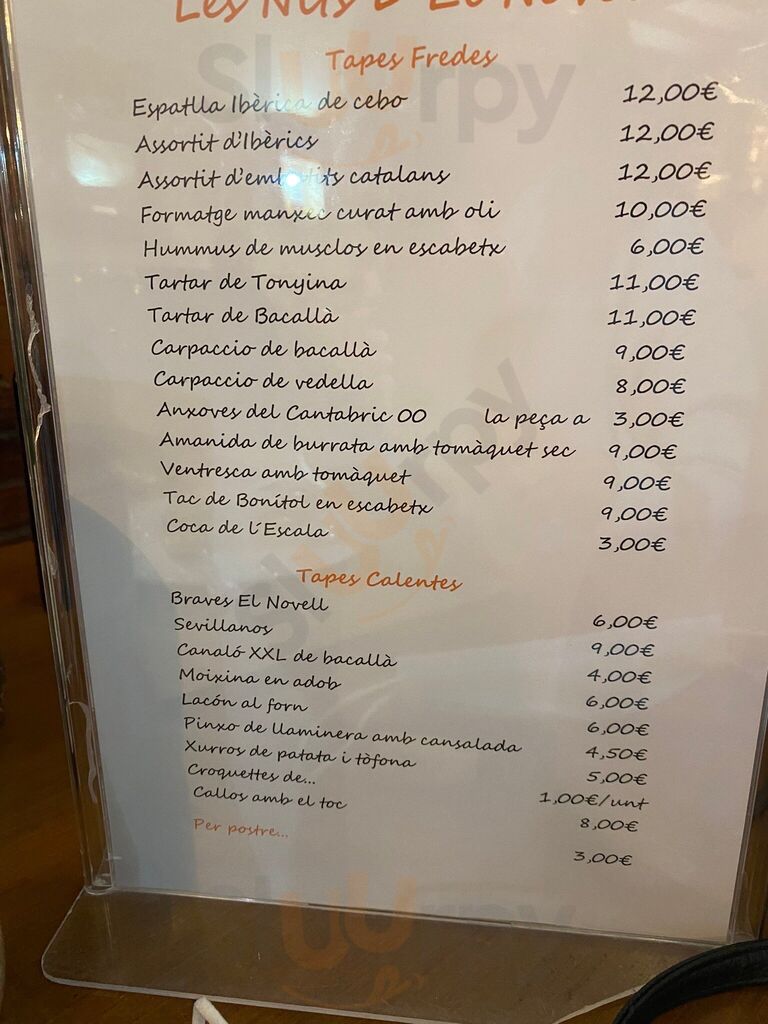 Les Nits D'El Novell
Tapes Fredes
Espatlla Ibèrica de cebo 12,00€
Assortit d'Ibèrics 12,00€
Assortit d'embotits catalans 12,00€
Formatge manxec curat amb oli 10,00€
Hummus de musclos en escabetx 6,00€
Tartar de Tonyina 11,00€
Tartar de Bacallà 11,00€
Carpaccio de bacallà 9,00€
Carpaccio de vedella 8,00€
Anxoves del Cantabric 00 la peça a 3,00€
Amanida de burrata amb tomàquet sec 9,00€
Ventresca amb tomàquet 9,00€
Tac de Bonítol en escabetx 9,00€
Coca de l´Escala 3,00€
Tapes Calentes
Braves El Novell 6,00€
Sevillanos 9,00€
Canaló XXL de bacallà 4,00€
Moixina en adob 6,00€
Lacón al forn 6,00€
Pinxo de llaminera amb cansalada 4,50€
Xurros de patata i tòfona 5,00€
Croquettes de... 1,00€/unt
Callos amb el toc 8,00€
Per postre... 3,00€
Slurpy
Slurpy
Slurpy